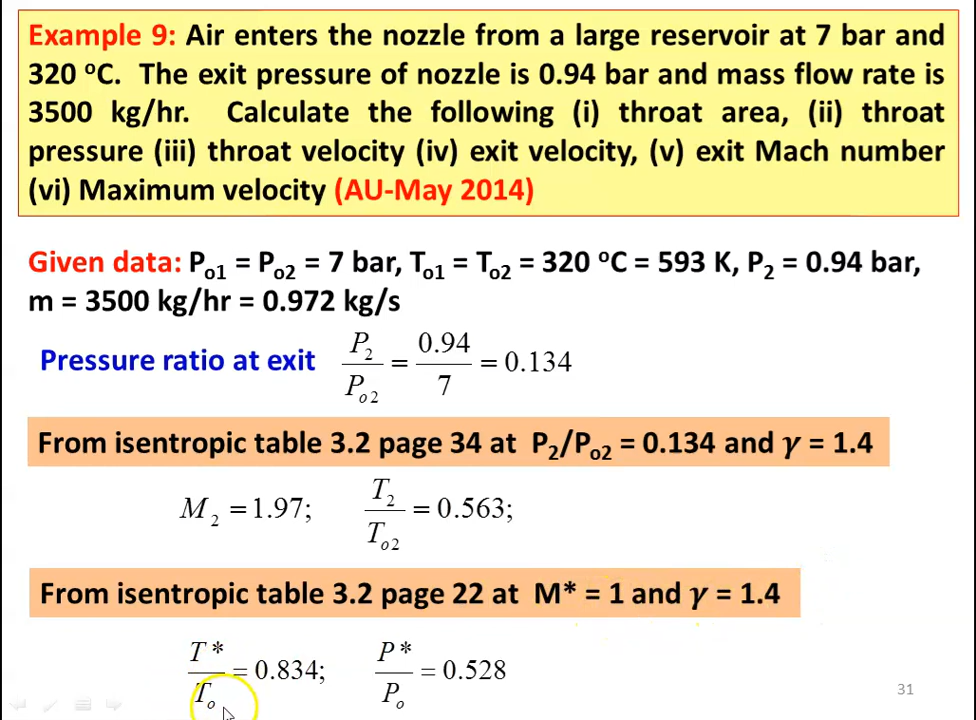 Example 9: Air enters the nozzle from a large reservoir at 7 bar and
320 ºC. The exit pressure of nozzle is 0.94 bar and mass flow rate is
3500 kg/hr. Calculate the following (i) throat area, (ii) throat
pressure (iii) throat velocity (iv) exit velocity, (v) exit Mach number
(vi) Maximum velocity (AU-May 2014)
Given data: Po1 = Po2 = 7 bar, To1 = To2 = 320 ºC = 593 K, P2 = 0.94 bar,
m = 3500 kg/hr = 0.972 kg/s
Pressure ratio at exit P2/Po2 = 0.94/7 = 0.134
From isentropic table 3.2 page 34 at P2/Po2 = 0.134 and γ = 1.4
M2 = 1.97; T2/To2 = 0.563;
From isentropic table 3.2 page 22 at M* = 1 and γ = 1.4
T*/To = 0.834; P*/Po = 0.528
31